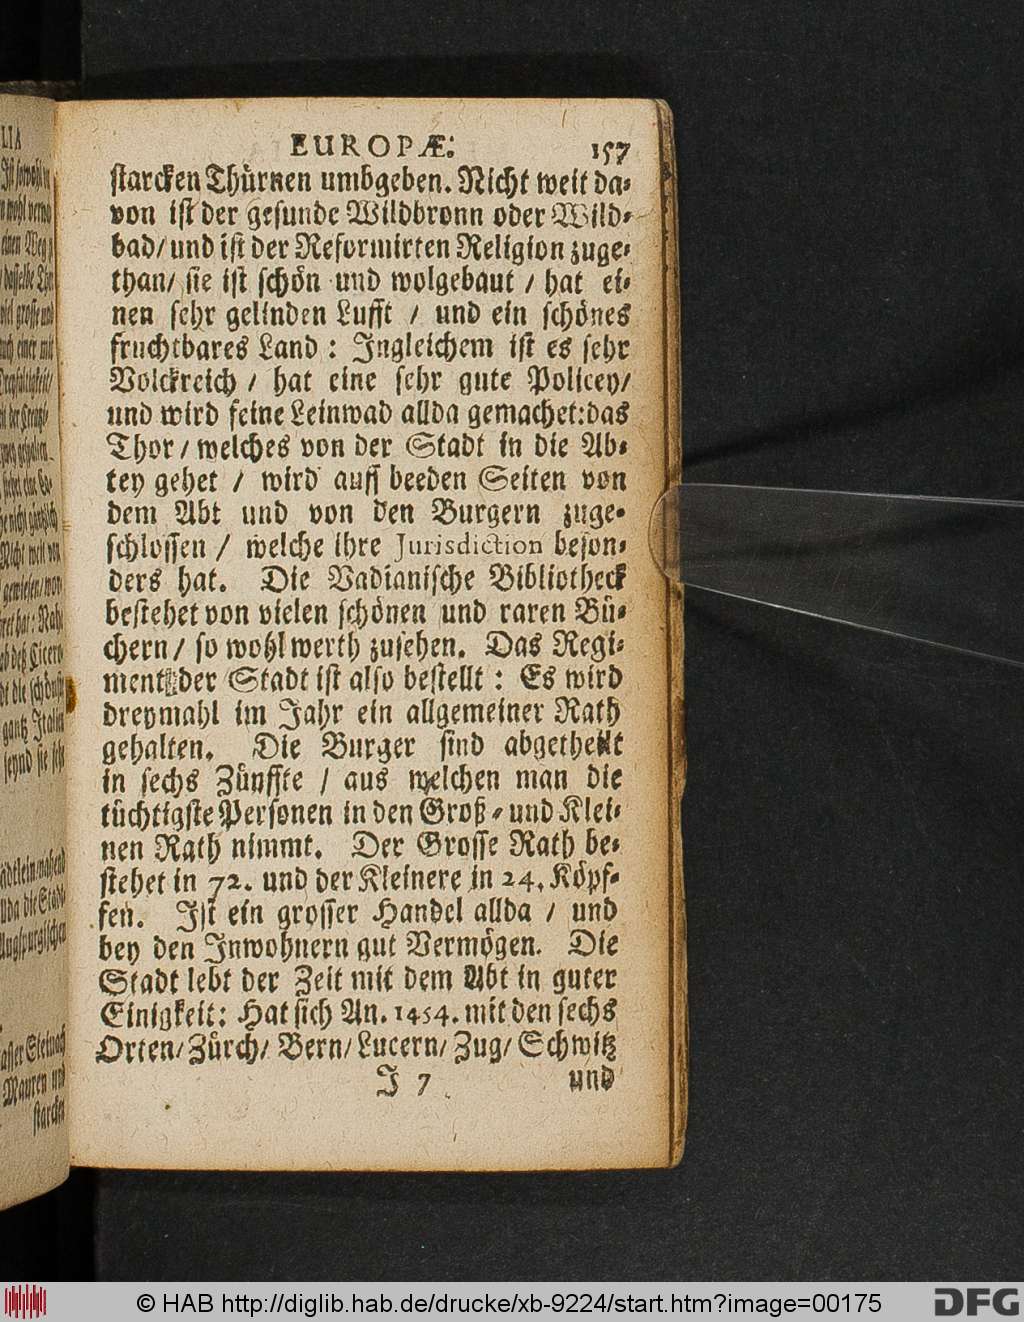 EUROPÆ. 157
starcken Thürnen umbgeben. Nicht weit da-
von ist der gesunde Wildbronn oder Wild-
bad/ und ist der Reformirten Religion zuge-
than/ sie ist schön und wolgebaut / hat ei-
nen sehr gelinden Lufft / und ein schönes
fruchtbares Land : Ingleichem ist es sehr
Volckreich / hat eine sehr gute Policey/
und wird feine Leinwad allda gemachet: das
Thor / welches von der Stadt in die Ab-
tey gehet / wird auff beeden Seiten von
dem Abt und von den Burgern zuge-
schlossen / welche ihre Jurisdiction beson-
ders hat. Die Vadianische Bibliotheck
bestehet von vielen schönen und raren Bü-
chern / so wohl werth zusehen. Das Regi-
ment der Stadt ist also bestellt : Es wird
dreymahl im Jahr ein allgemeiner Rath
gehalten. Die Burger sind abgetheilt
in sechs Zünffte / aus welchen man die
tüchtigste Personen in den Groß- und Klei-
nen Rath nimmt. Der Grosse Rath be-
stehet in 72. und der Kleinere in 24. Köpf-
fen. Ist ein grosser Handel allda / und
bey den Inwohnern gut Vermögen. Die
Stadt lebt der Zeit mit dem Abt in guter
Einigkeit: Hat sich An. 1454. mit den sechs
Orten/ Zürch/ Bern/ Lucern/ Zug/ Schwitz
J 7 und
© HAB http://diglib.hab.de/drucke/xb-9224/start.htm?image=00175
DFG